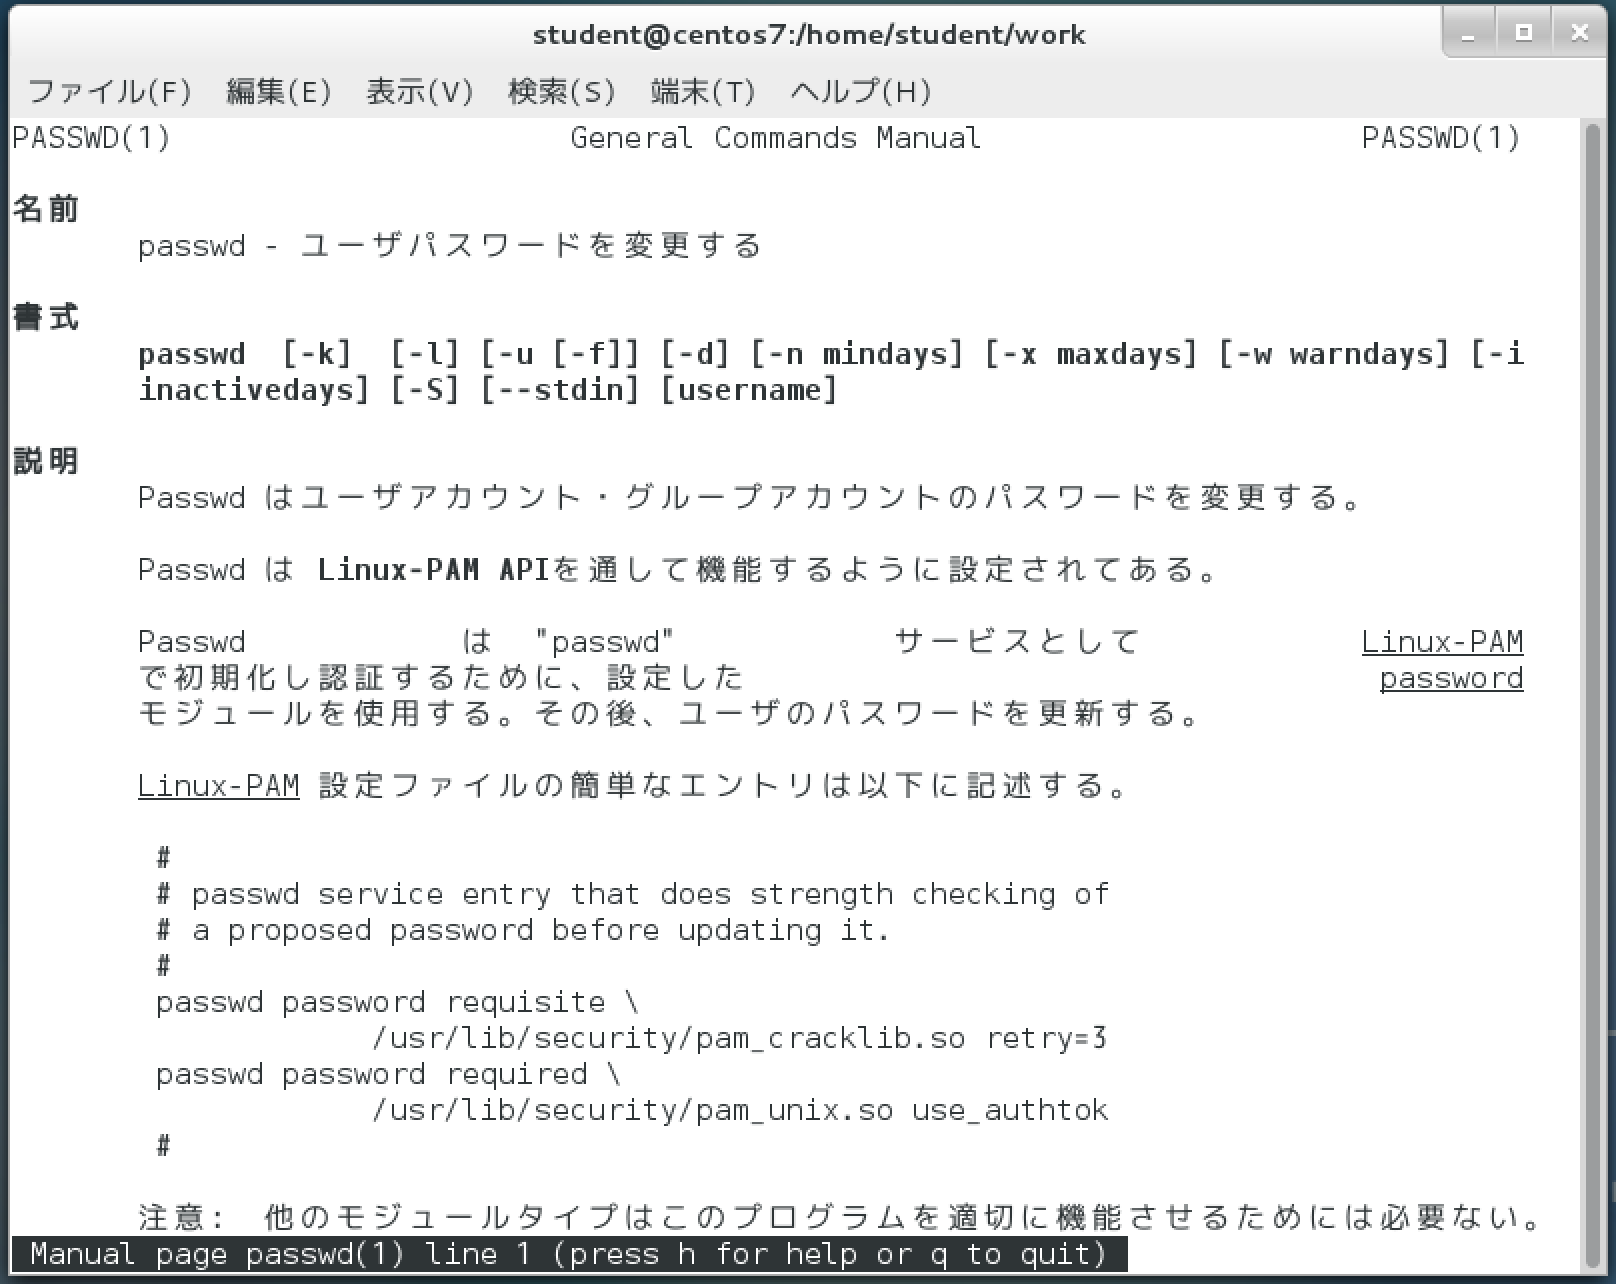 student@centos7:/home/student/work
ファイル(F) 編集(E) 表示(V) 検索(S) 端末(T) ヘルプ(H)
PASSWD(1) General Commands Manual PASSWD(1)
名前
passwd - ユーザパスワードを変更する
書式
passwd [-k] [-l] [-u [-f]] [-d] [-n mindays] [-x maxdays] [-w warndays] [-i
inactivedays] [-S] [--stdin] [username]
説明
Passwd はユーザアカウント・グループアカウントのパスワードを変更する。
Passwd は Linux-PAM APIを通して機能するように設定されてある。
Passwd は "passwd" サービスとして Linux-PAM
で初期化し認証するために、設定した password
モジュールを使用する。その後、ユーザのパスワードを更新する。
Linux-PAM 設定ファイルの簡単なエントリは以下に記述する。
#
# passwd service entry that does strength checking of
# a proposed password before updating it.
#
passwd password requisite \
/usr/lib/security/pam_cracklib.so retry=3
passwd password required \
/usr/lib/security/pam_unix.so use_authtok
#
注意: 他のモジュールタイプはこのプログラムを適切に機能させるためには必要ない。
Manual page passwd(1) line 1 (press h for help or q to quit)